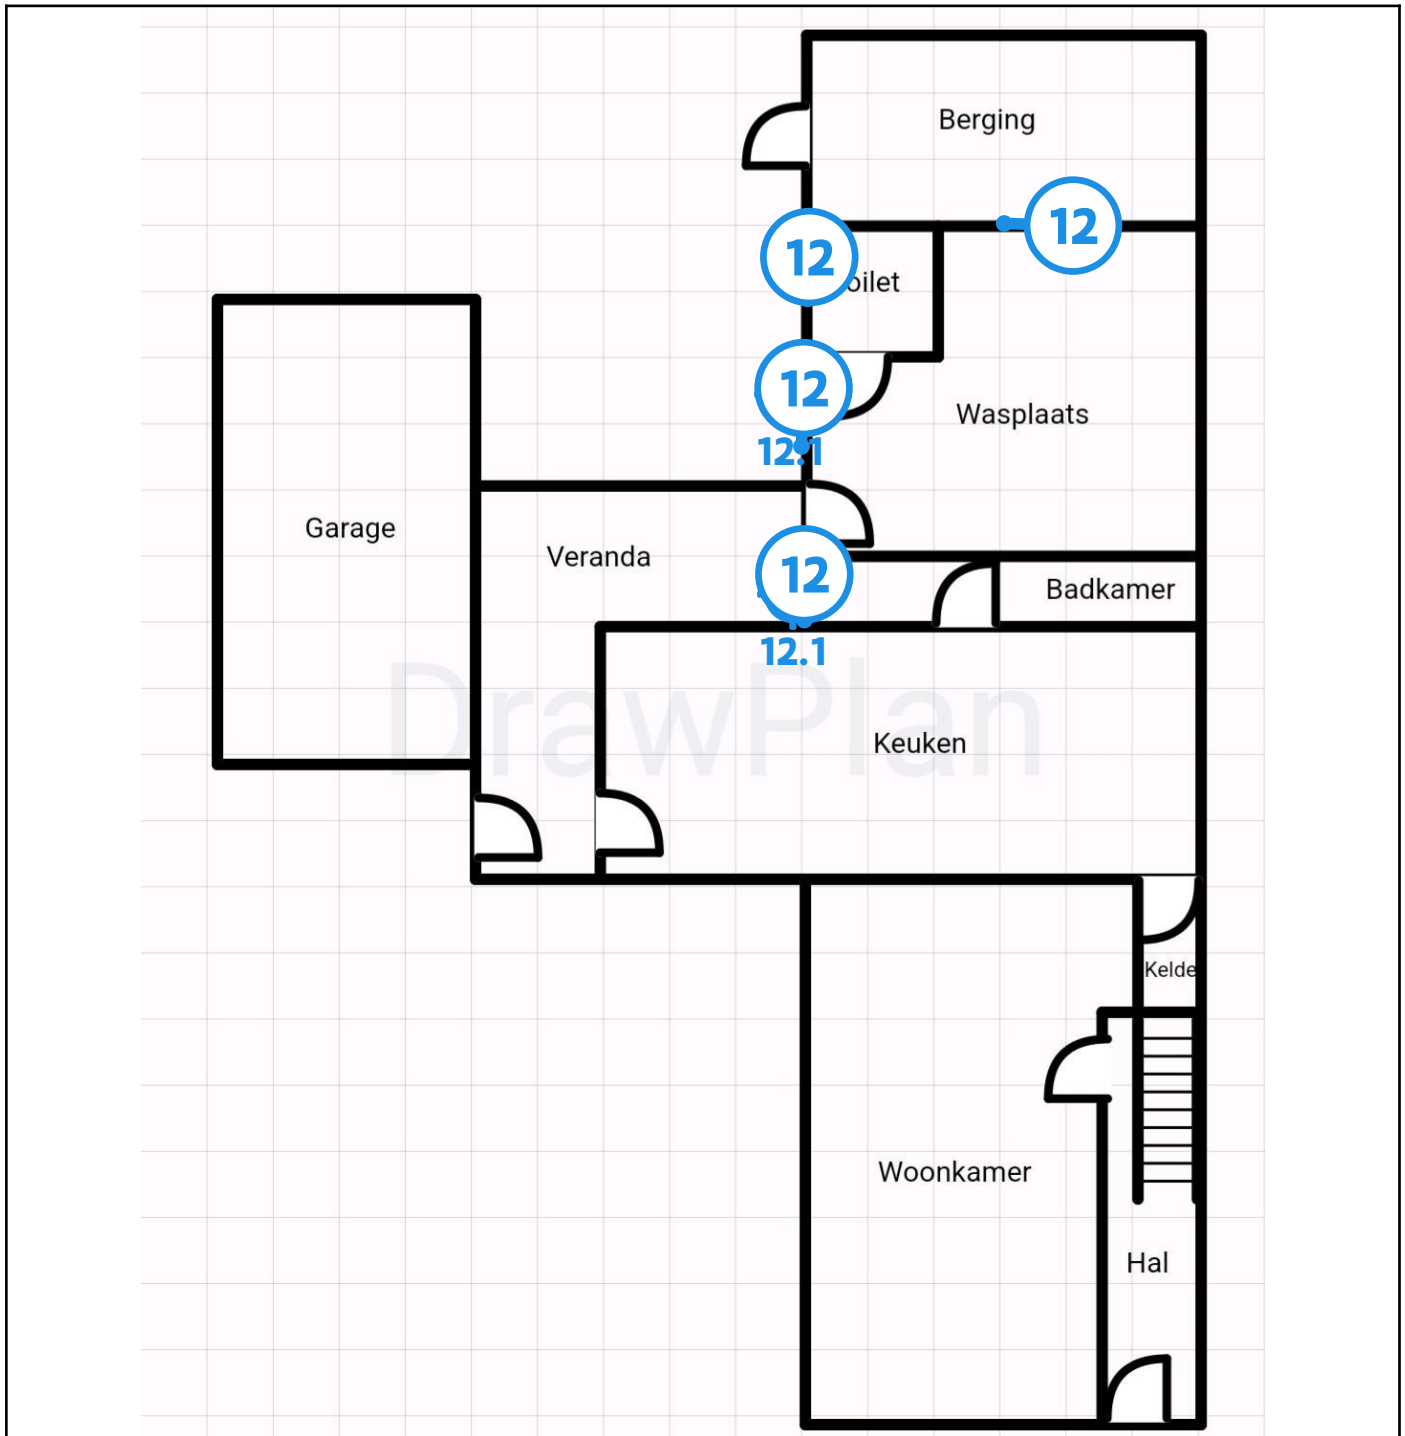 Berging
12
12
oilet
12
Wasplaats
12.1
Garage
Veranda
12
Badkamer
12.1
DrawPlan
Keuken
Kelde
Woonkamer
Hal